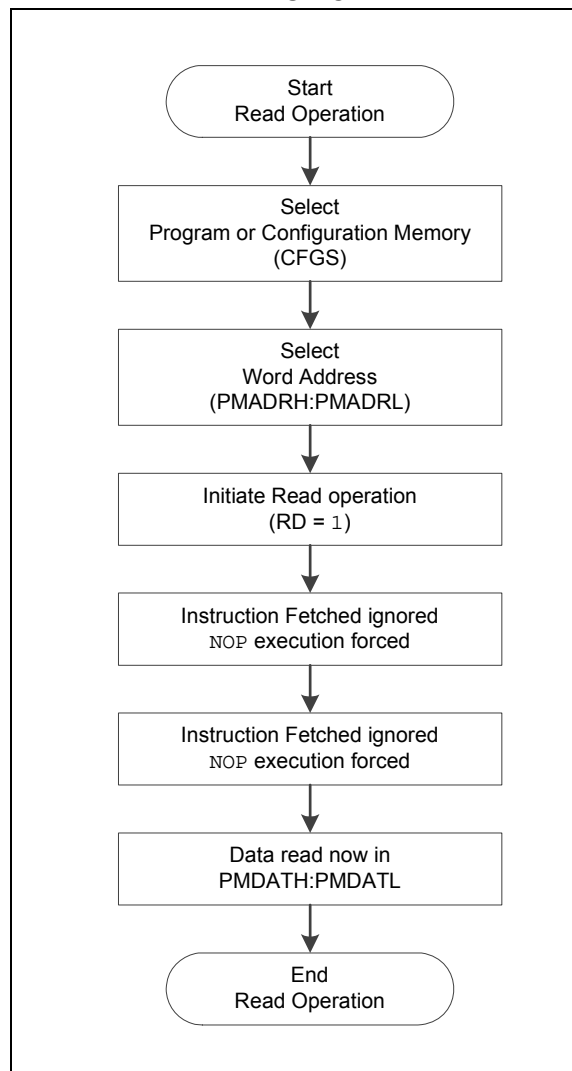 Start
Read Operation
Select
Program or Configuration Memory
(CFGS)
Select
Word Address
(PMADRH:PMADRL)
Initiate Read operation
(RD = 1)
Instruction Fetched ignored
NOP execution forced
Instruction Fetched ignored
NOP execution forced
Data read now in
PMDATH:PMDATL
End
Read Operation